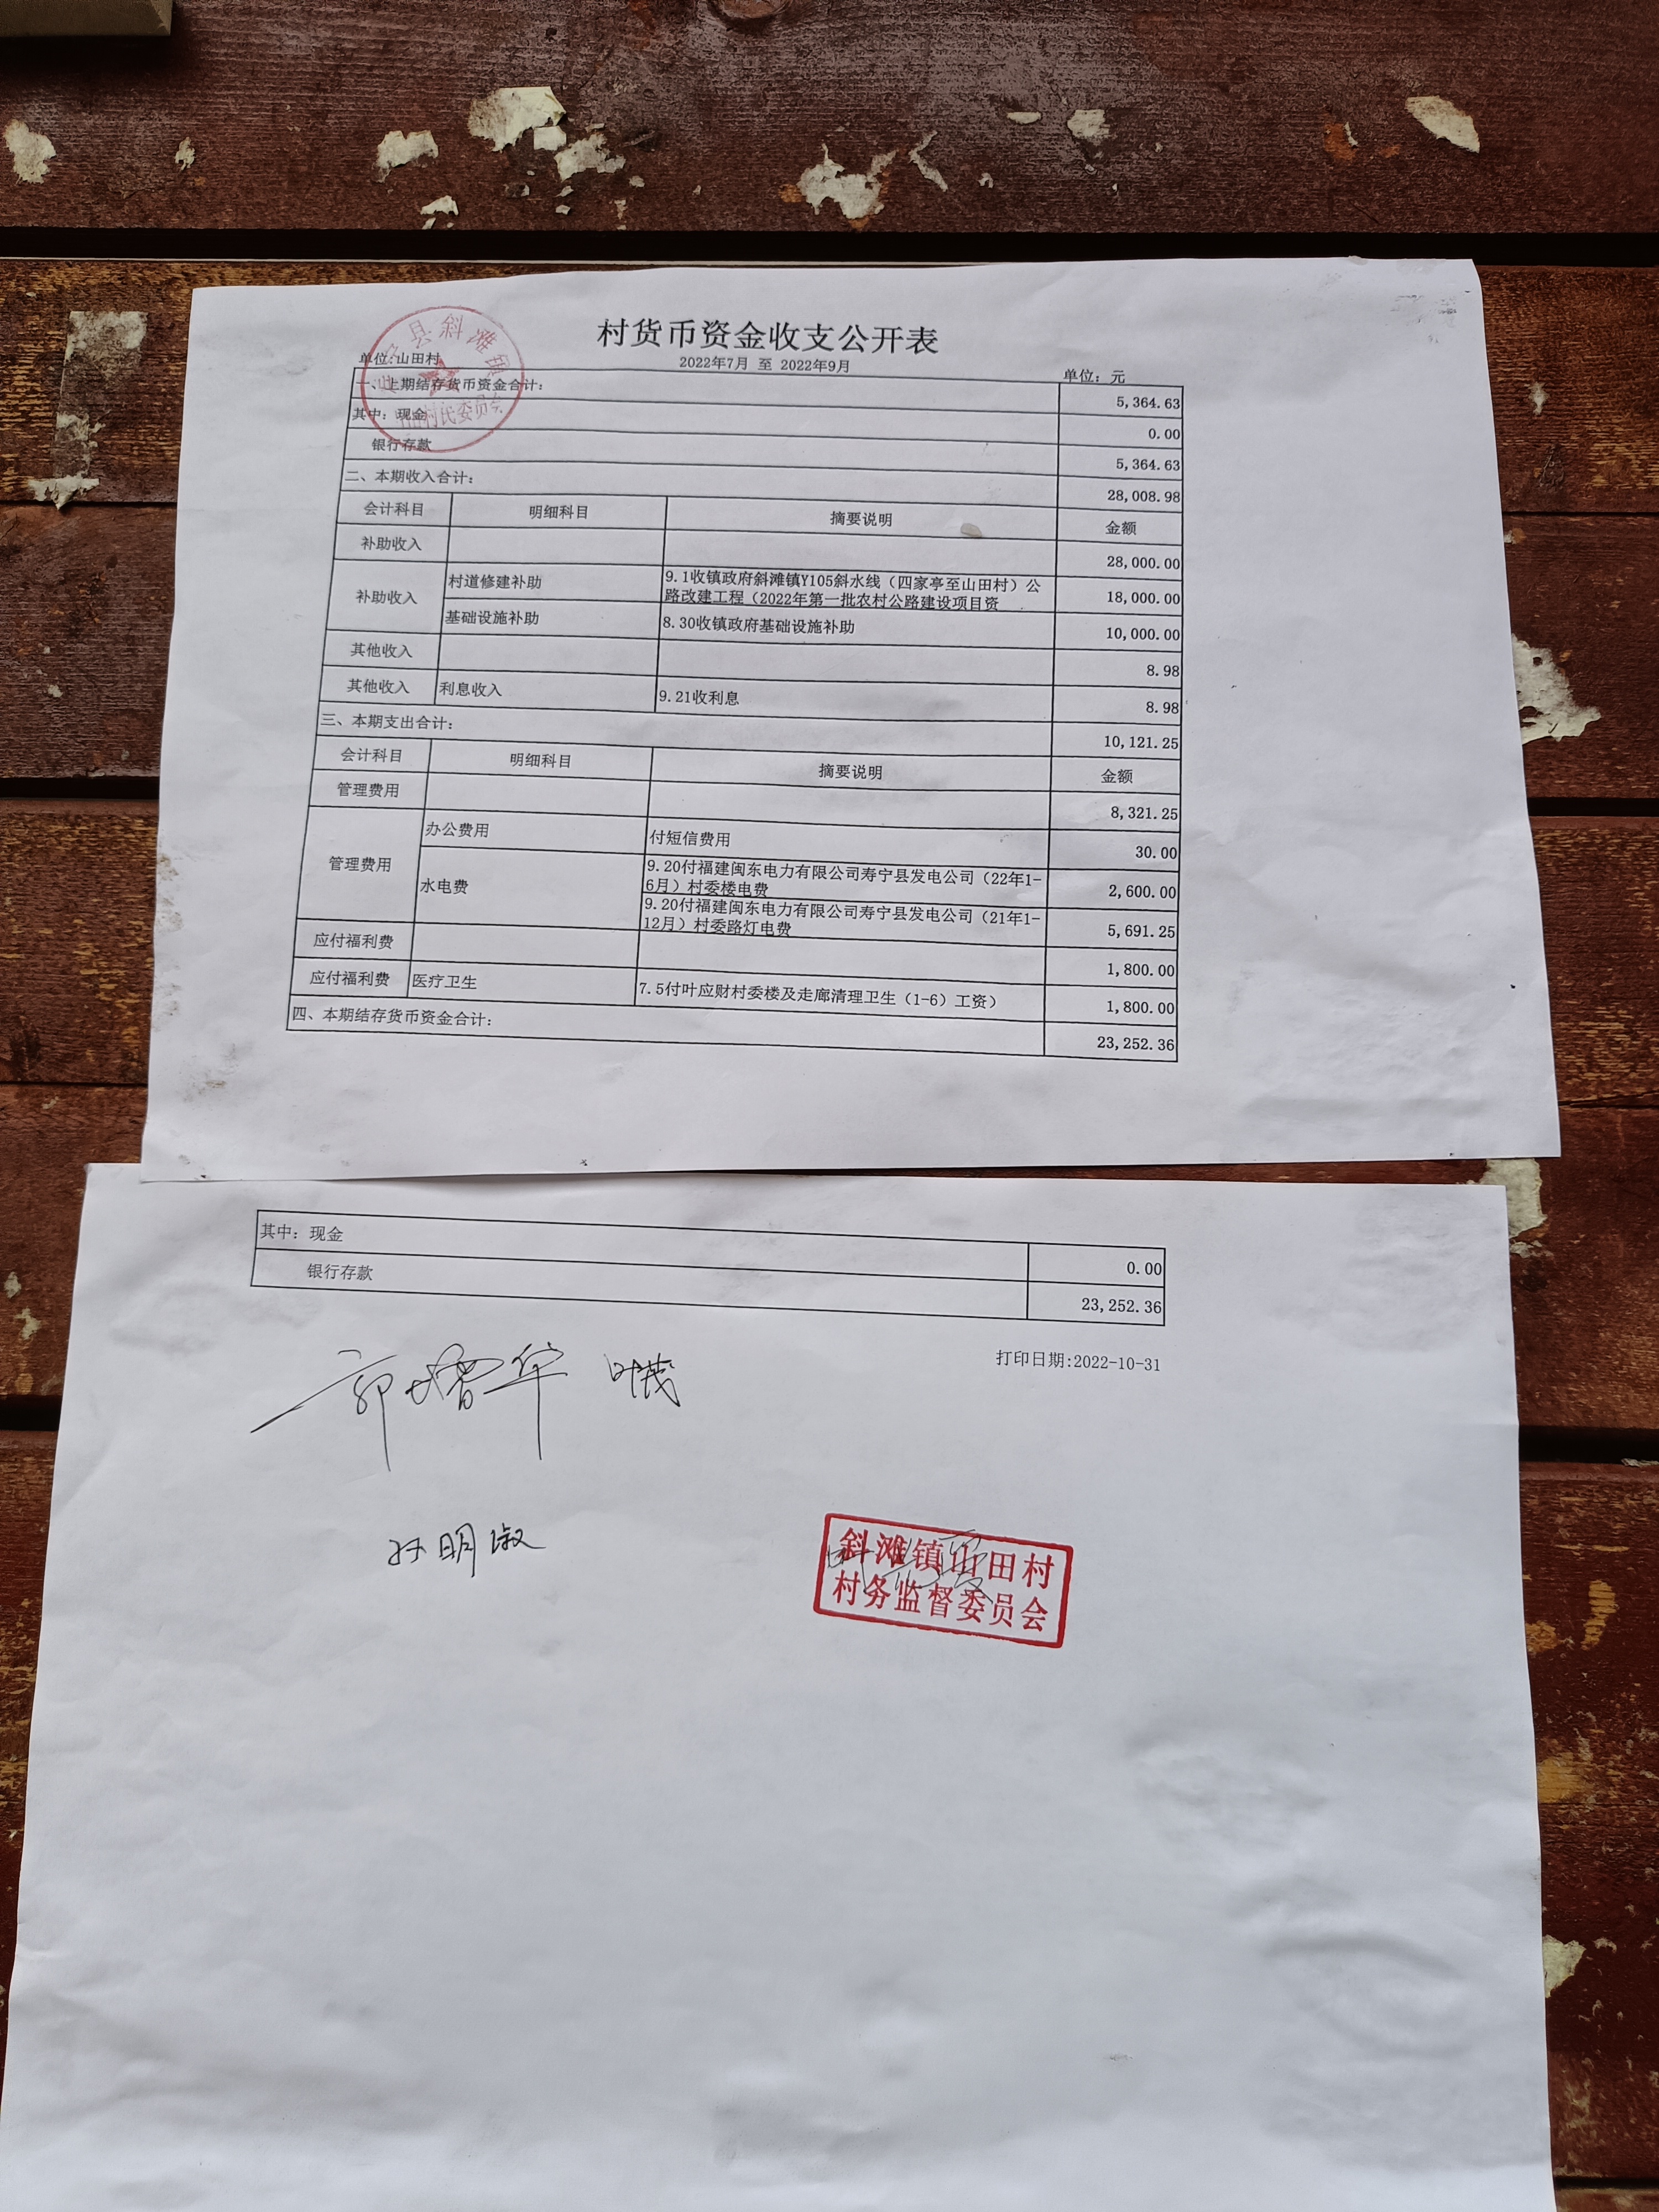 村货币资金收支公开表
单位:山田村
2022年7月 至 2022年9月
单位: 元
县斜滩
村民委员会
一、上期结存货币资金合计: 5,364.63
其中: 现金 0.00
银行存款 5,364.63
二、本期收入合计: 28,008.98
会计科目 明细科目 摘要说明 金额
补助收入 28,000.00
补助收入 村道修建补助 9.1收镇政府斜滩镇Y105斜水线（四家亭至山田村）公
路改建工程（2022年第一批农村公路建设项目资 18,000.00
基础设施补助 8.30收镇政府基础设施补助 10,000.00
其他收入 8.98
其他收入 利息收入 9.21收利息 8.98
三、本期支出合计: 10,121.25
会计科目 明细科目 摘要说明 金额
管理费用 8,321.25
管理费用 办公费用 付短信费用 30.00
水电费 9.20付福建闽东电力有限公司寿宁县发电公司（22年1-
6月）村委楼电费 2,600.00
9.20付福建闽东电力有限公司寿宁县发电公司（21年1-
12月）村委路灯电费 5,691.25
应付福利费 1,800.00
应付福利费 医疗卫生 7.5付叶应财村委楼及走廊清理卫生（1-6）工资） 1,800.00
四、本期结存货币资金合计: 23,252.36
其中: 现金 0.00
银行存款 23,252.36
打印日期:2022-10-31
斜滩镇山田村
村务监督委员会